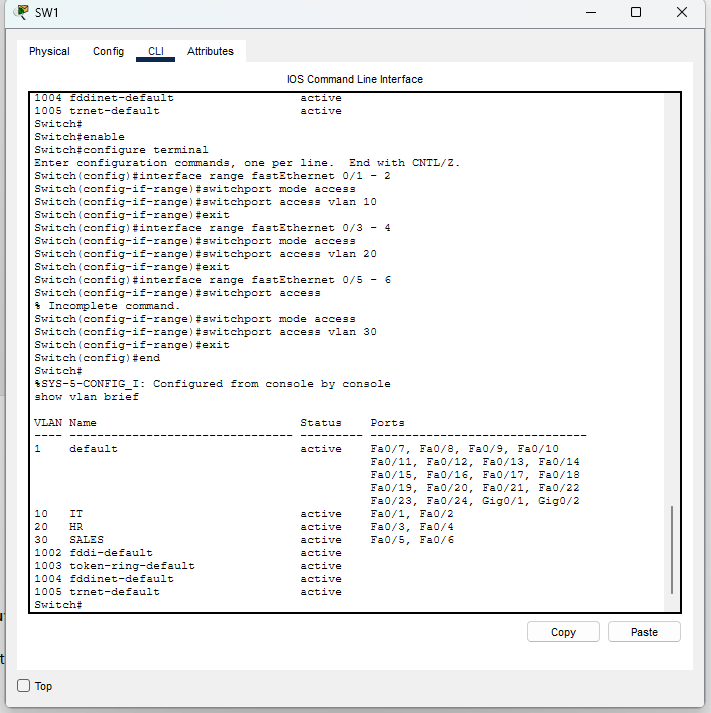 SW1
Physical Config CLI Attributes
IOS Command Line Interface
1004 fddinet-default active
1005 trnet-default active
Switch#
Switch#enable
Switch#configure terminal
Enter configuration commands, one per line. End with CNTL/Z.
Switch(config)#interface range fastEthernet 0/1 - 2
Switch(config-if-range)#switchport mode access
Switch(config-if-range)#switchport access vlan 10
Switch(config-if-range)#exit
Switch(config)#interface range fastEthernet 0/3 - 4
Switch(config-if-range)#switchport mode access
Switch(config-if-range)#switchport access vlan 20
Switch(config-if-range)#exit
Switch(config)#interface range fastEthernet 0/5 - 6
Switch(config-if-range)#switchport access
% Incomplete command.
Switch(config-if-range)#switchport mode access
Switch(config-if-range)#switchport access vlan 30
Switch(config-if-range)#exit
Switch(config)#end
Switch#
%SYS-5-CONFIG_I: Configured from console by console
show vlan brief
VLAN Name Status Ports
---- -------------------------------- --------- -------------------------------
1 default active Fa0/7, Fa0/8, Fa0/9, Fa0/10
Fa0/11, Fa0/12, Fa0/13, Fa0/14
Fa0/15, Fa0/16, Fa0/17, Fa0/18
Fa0/19, Fa0/20, Fa0/21, Fa0/22
Fa0/23, Fa0/24, Gig0/1, Gig0/2
10 IT active Fa0/1, Fa0/2
20 HR active Fa0/3, Fa0/4
30 SALES active Fa0/5, Fa0/6
1002 fddi-default active
1003 token-ring-default active
1004 fddinet-default active
1005 trnet-default active
Switch#
Copy Paste
Top